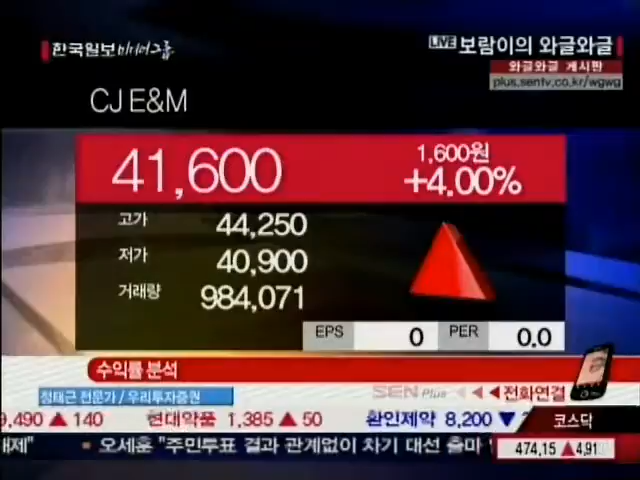 한국일보 미디어그룹
LIVE 보람이의 와글와글
와글와글 게시판
plus.sentv.co.kr/wgwg
CJ E&M
41,600
1,600원
+4.00%
고가 44,250
저가 40,900
거래량 984,071
EPS 0 PER 0.0
수익률 분석
정태근 전문가 / 우리투자증권
SEN Plus ◀ ◀ ◀ 전화연결
9,490 ▲ 140 현대약품 1,385 ▲ 50 환인제약 8,200 ▼
코스닥
오세훈 "주민투표 결과 관계없이 차기 대선 출마
474.15 ▲4.91